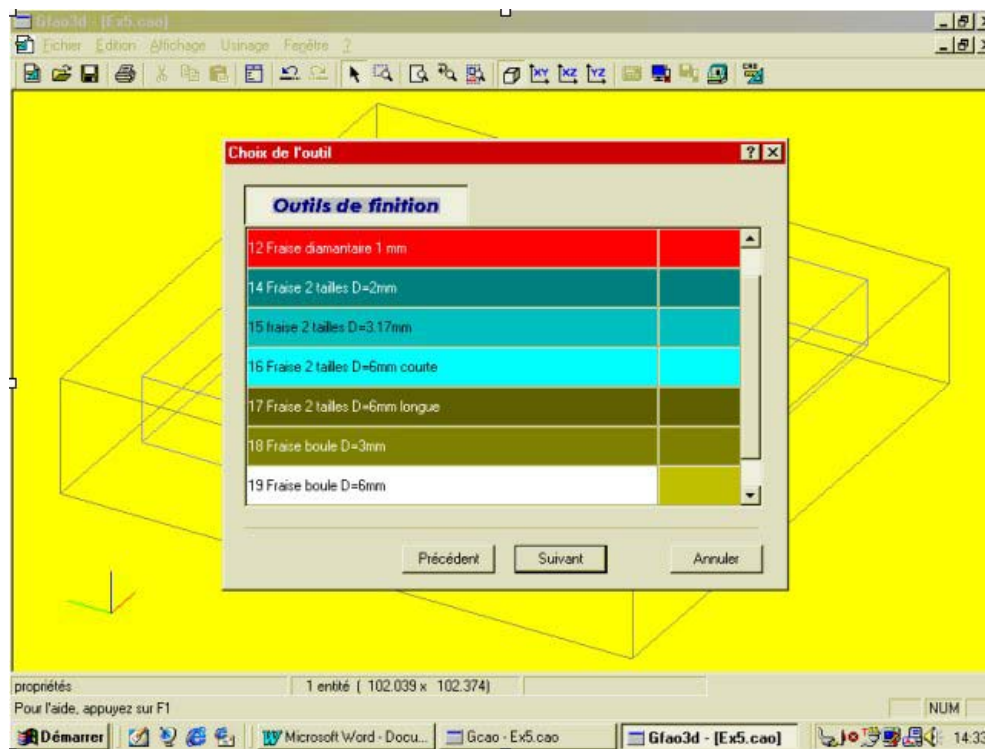 Gfao3d - [Ex5.cao]
Fichier Edition Affichage Usinage Fenêtre ?
XY XZ YZ
Choix de l'outil
Outils de finition
12 Fraise diamantaire 1 mm
14 Fraise 2 tailles D=2mm
15 fraise 2 tailles D=3.17mm
16 Fraise 2 tailles D=6mm courte
17 Fraise 2 tailles D=6mm longue
18 Fraise boule D=3mm
19 Fraise boule D=6mm
Précédent Suivant Annuler
propriétés 1 entité ( 102.039 x 102.374)
Pour l'aide, appuyez sur F1 NUM
Démarrer Microsoft Word - Docu... Gcao - Ex5.cao Gfao3d - [Ex5.cao] 14:33